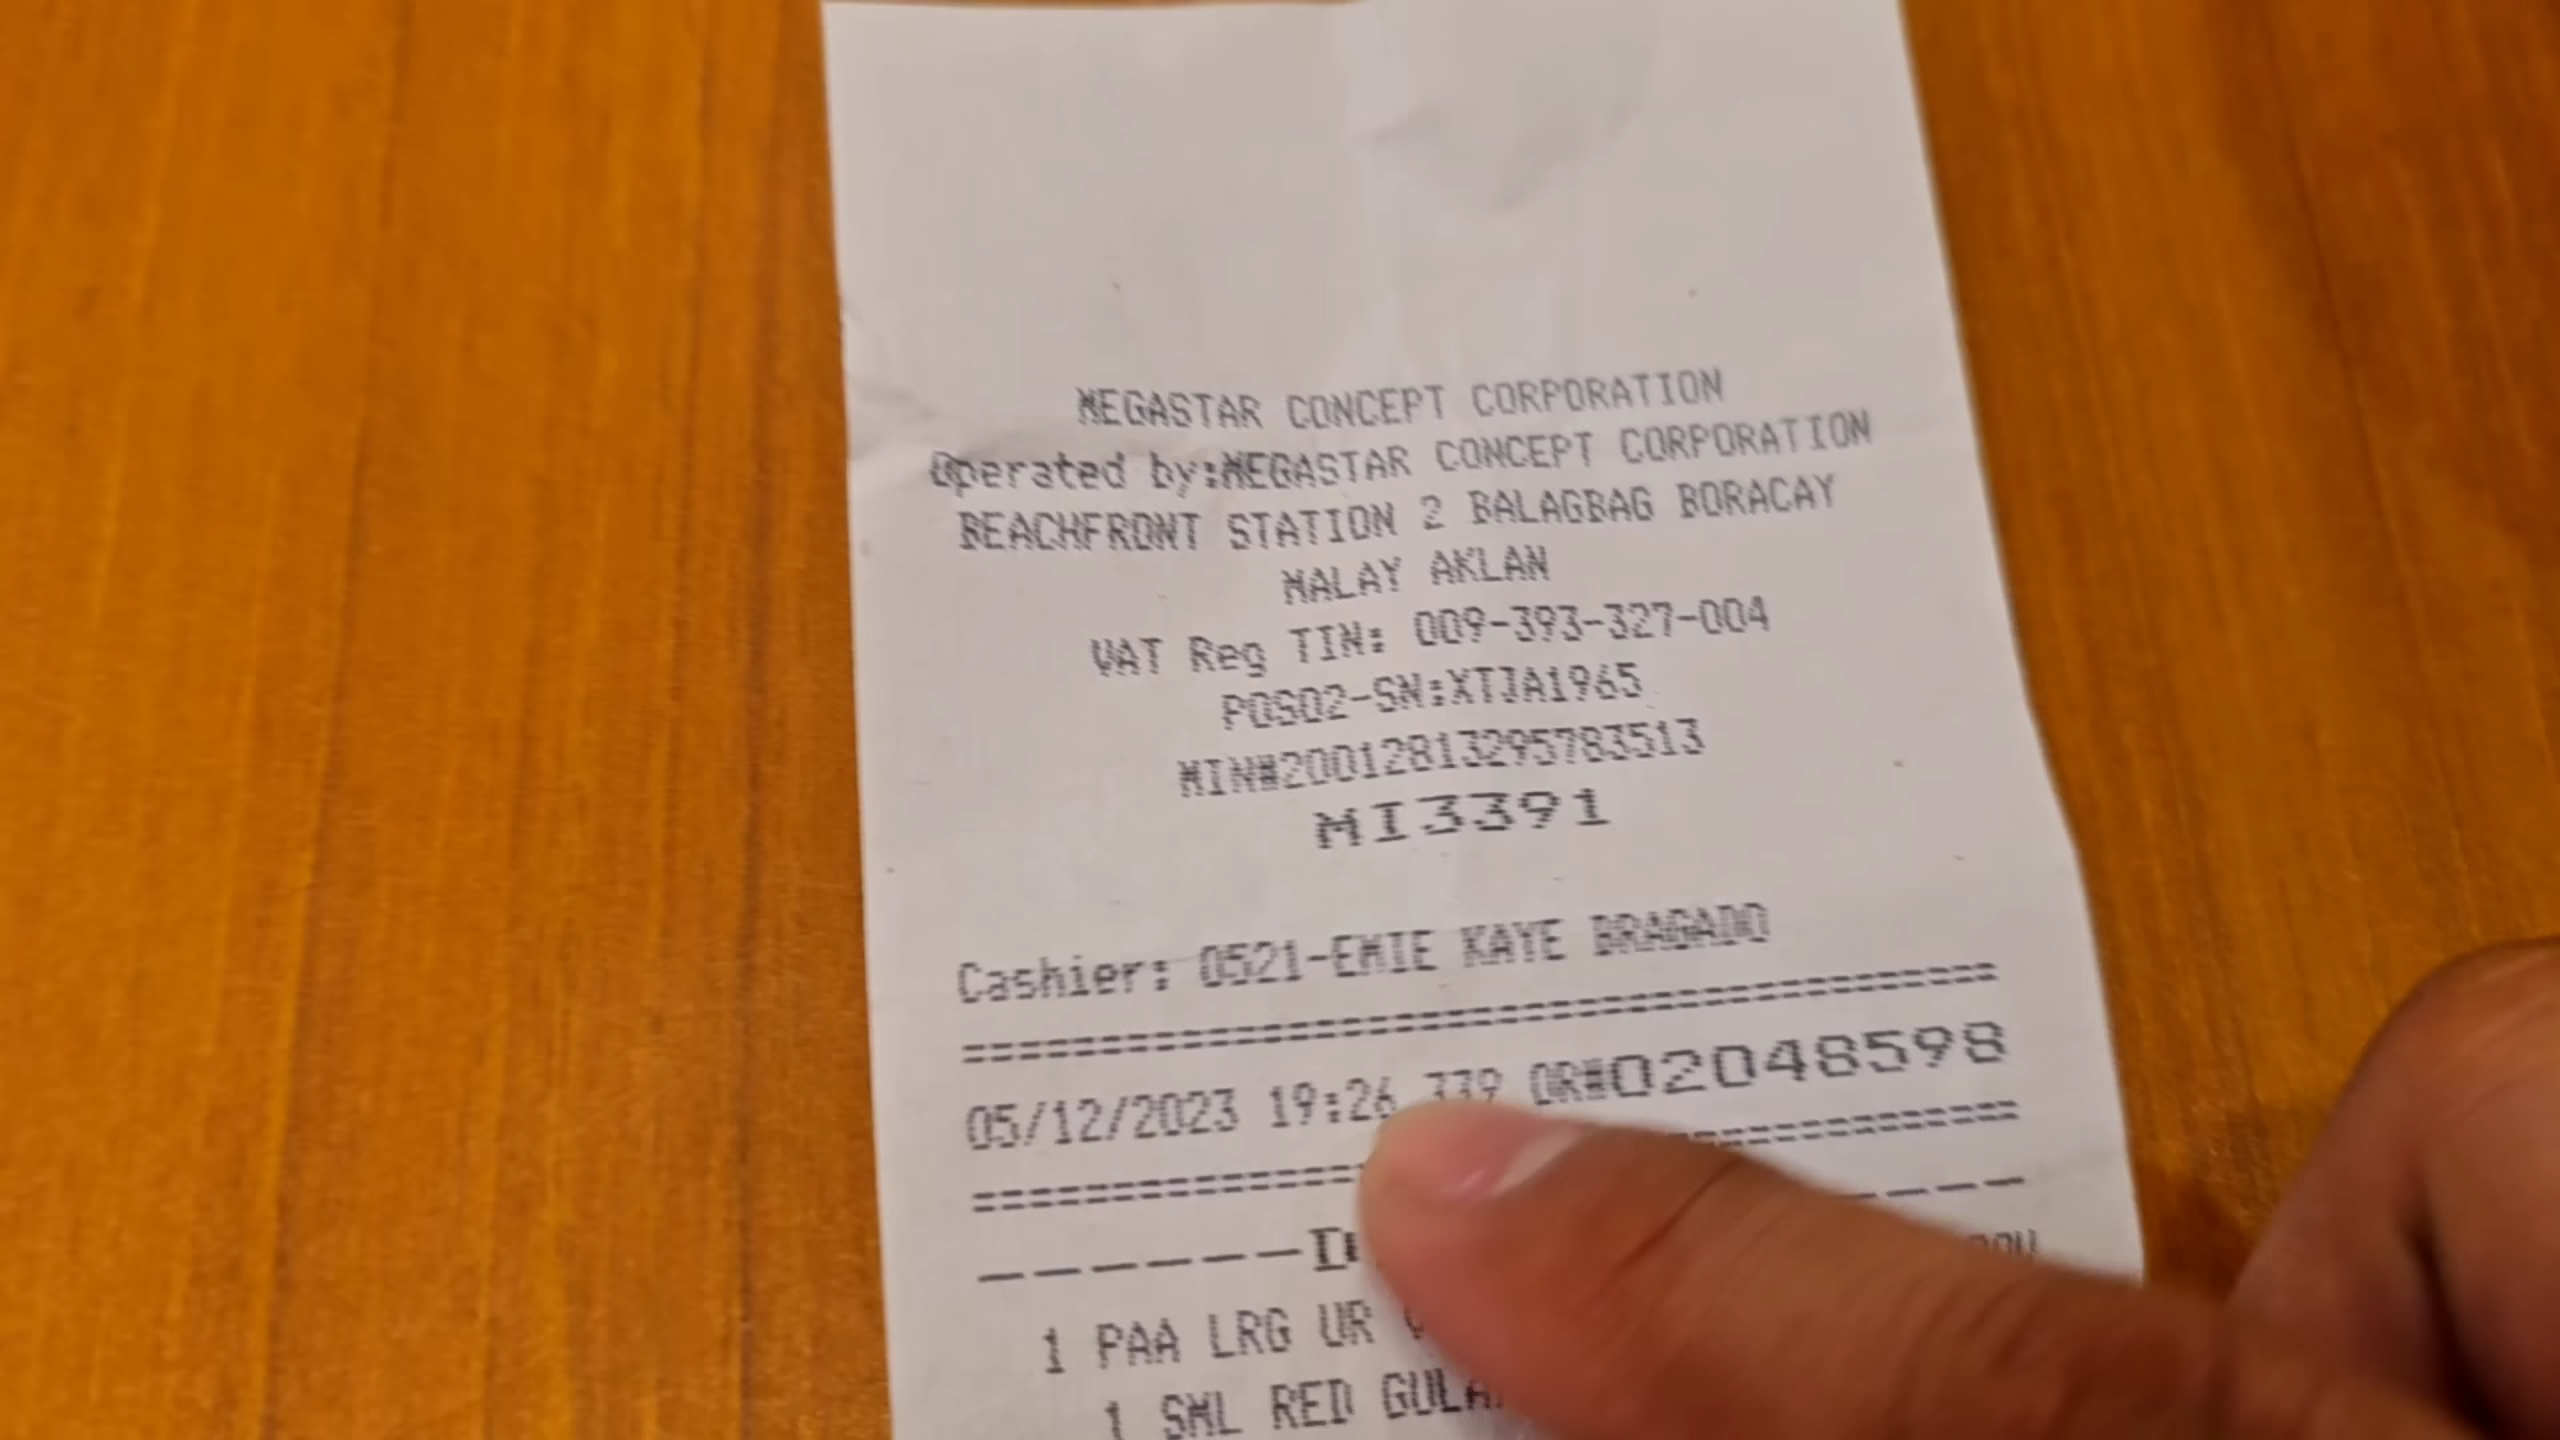 MEGASTAR CONCEPT CORPORATION
Operated by:MEGASTAR CONCEPT CORPORATION
BEACHFRONT STATION 2 BALAGBAG BORACAY
MALAY AKLAN
VAT Reg TIN: 009-393-327-004
POS02-SN:XTJA1965
MIN#20012813295783513
MI3391
Cashier: 0521-EMIE KAYE BRAGADO
=====================================
05/12/2023 19:26 339 OR#02048598
=====================================
1 PAA LRG UR
1 SML RED